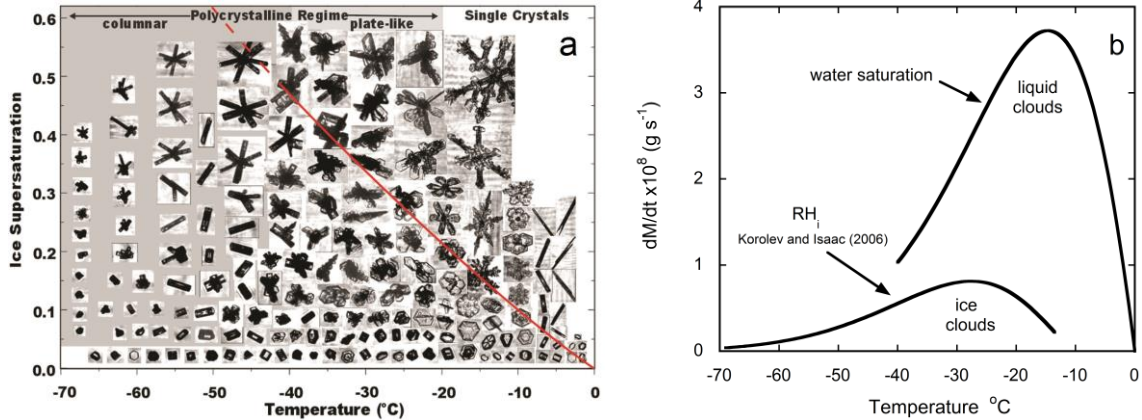 Polycrystalline Regime
Single Crystals
columnar
plate-like
a
Ice Supersaturation
0.6
0.5
0.4
0.3
0.2
0.1
0.0
-70 -60 -50 -40 -30 -20 -10 0
Temperature (°C)
b
dM/dt x10⁸ (g s⁻¹)
4
3
2
1
0
water saturation
liquid
clouds
RHᵢ
Korolev and Isaac (2006)
ice
clouds
-70 -60 -50 -40 -30 -20 -10 0
Temperature °C